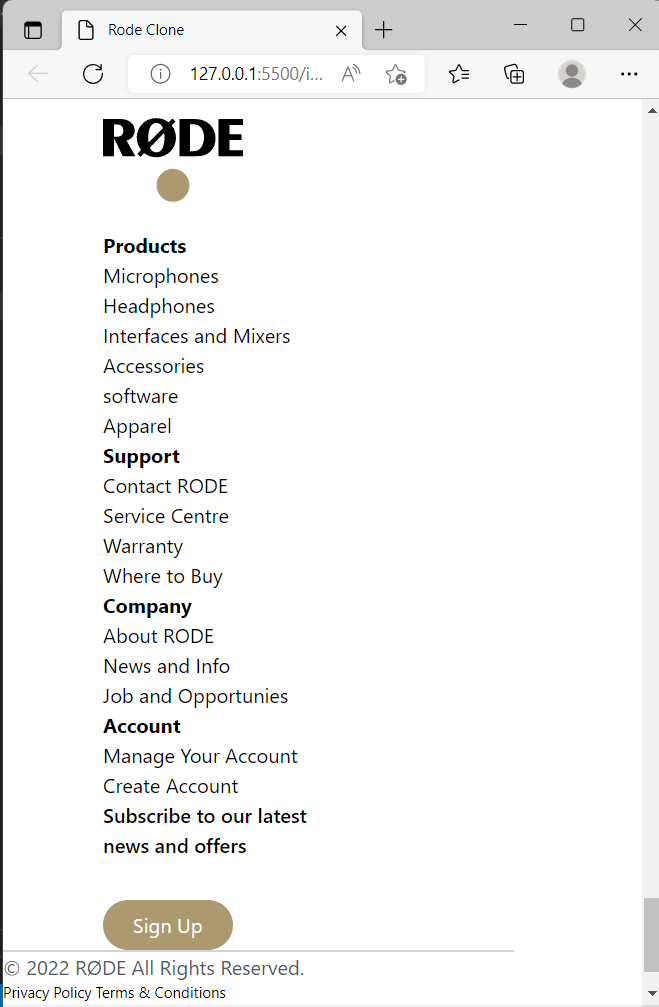 Rode Clone
127.0.0.1:5500/i...
RØDE
Products
Microphones
Headphones
Interfaces and Mixers
Accessories
software
Apparel
Support
Contact RODE
Service Centre
Warranty
Where to Buy
Company
About RODE
News and Info
Job and Opportunies
Account
Manage Your Account
Create Account
Subscribe to our latest
news and offers
Sign Up
© 2022 RØDE All Rights Reserved.
Privacy Policy Terms & Conditions